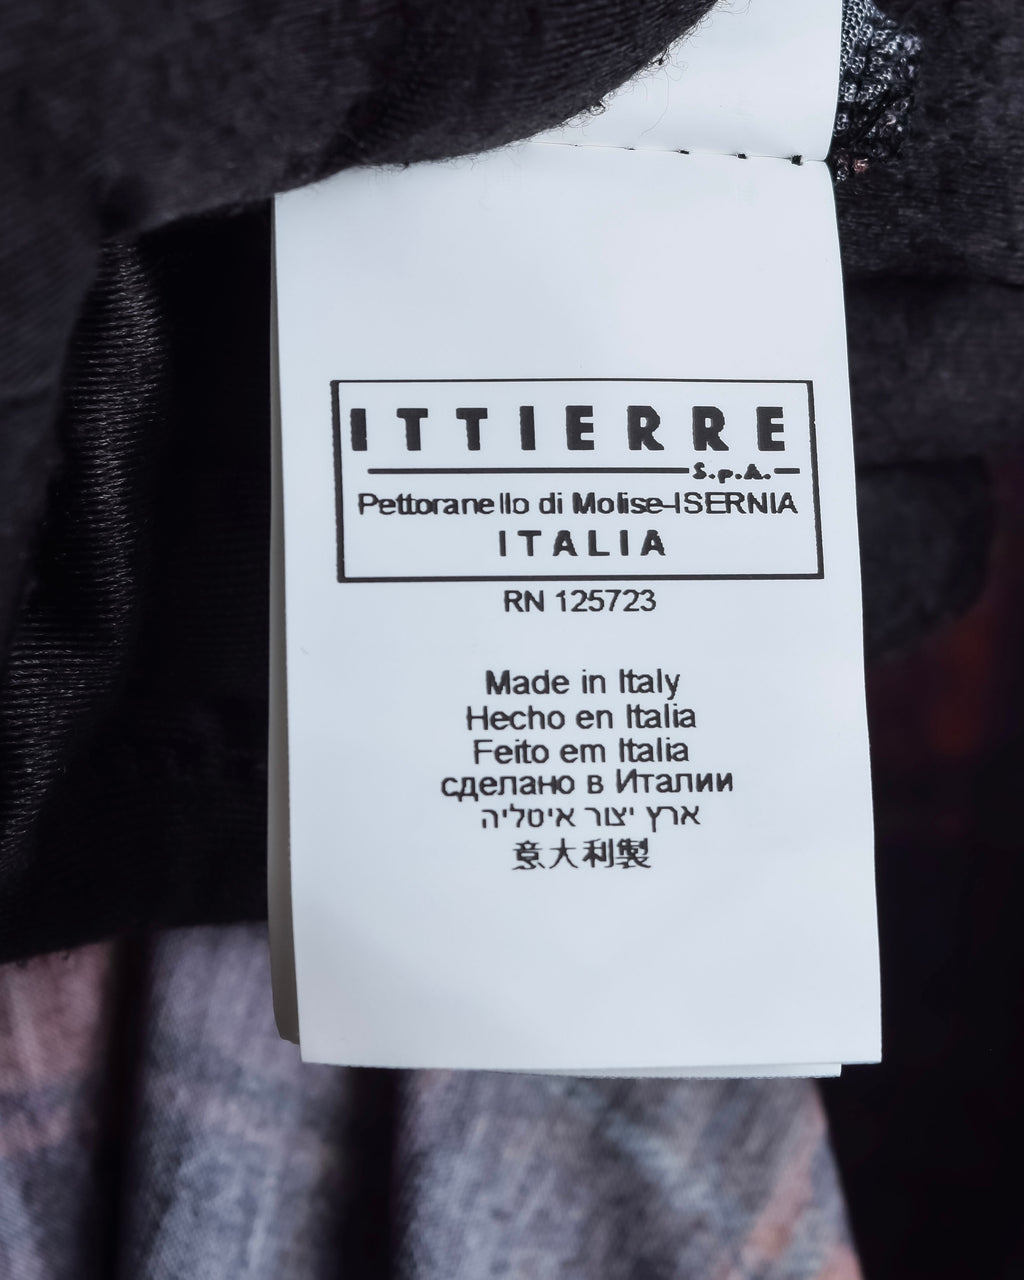 ITTIERRE
S.p.A.
Pettoranello di Molise-ISERNIA
ITALIA
RN 125723
Made in Italy
Hecho en Italia
Feito em Italia
сделано в Италии
ארץ יצור איטליה
意大利製